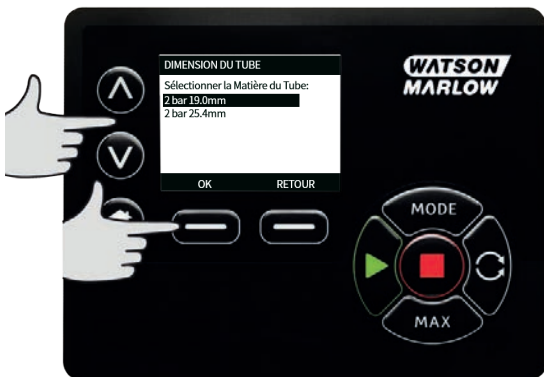 DIMENSION DU TUBE
Sélectionner la Matière du Tube:
2 bar 19.0mm
2 bar 25.4mm
OK RETOUR
WATSON
MARLOW
MODE
MAX